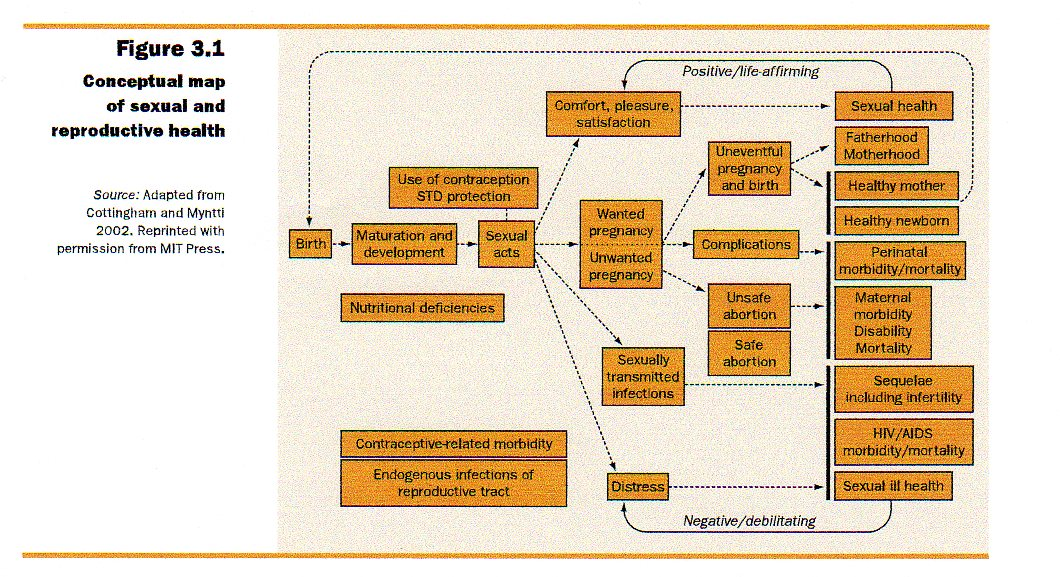 Figure 3.1
Conceptual map
of sexual and
reproductive health
Source: Adapted from
Cottingham and Myntti
2002. Reprinted with
permission from MIT Press.
Positive/life-affirming
Comfort, pleasure,
satisfaction
Sexual health
Uneventful
pregnancy
and birth
Fatherhood
Motherhood
Healthy mother
Healthy newborn
Use of contraception
STD protection
Birth
Maturation and
development
Sexual
acts
Wanted
pregnancy
Unwanted
pregnancy
Complications
Perinatal
morbidity/mortality
Nutritional deficiencies
Unsafe
abortion
Safe
abortion
Maternal
morbidity
Disability
Mortality
Sexually
transmitted
infections
Sequelae
including infertility
HIV/AIDS
morbidity/mortality
Contraceptive-related morbidity
Endogenous infections of
reproductive tract
Distress
Sexual ill health
Negative/debilitating